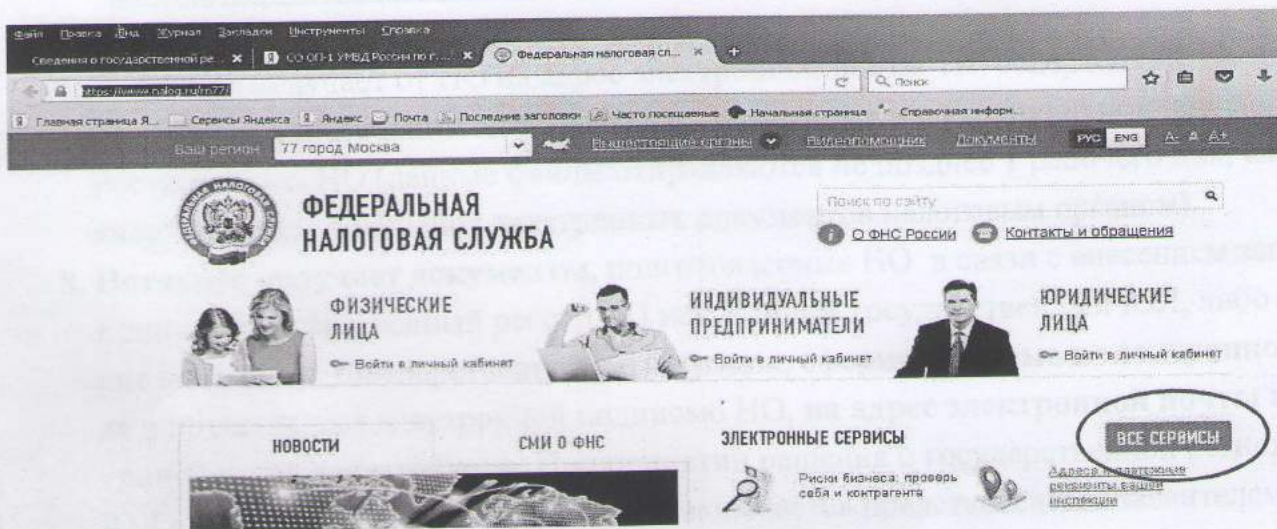 Файл Правка Вид Журнал Закладки Инструменты Справка
Сведения о государственной ре... × СО ОП-1 УМВД России по г. ... × Федеральная налоговая сл... × +
https://www.nalog.ru/rn77/ Поиск
Главная страница Я... Сервисы Яндекса Яндекс Почта Последние заголовки Часто посещаемые Начальная страница Справочная информ...
Ваш регион 77 город Москва Вышестоящие органы Видеопомощник Документы РУС ENG A- A A+
ФЕДЕРАЛЬНАЯ
НАЛОГОВАЯ СЛУЖБА
Поиск по сайту
О ФНС России Контакты и обращения
ФИЗИЧЕСКИЕ
ЛИЦА
Войти в личный кабинет
ИНДИВИДУАЛЬНЫЕ
ПРЕДПРИНИМАТЕЛИ
Войти в личный кабинет
ЮРИДИЧЕСКИЕ
ЛИЦА
Войти в личный кабинет
НОВОСТИ
СМИ О ФНС
ЭЛЕКТРОННЫЕ СЕРВИСЫ
ВСЕ СЕРВИСЫ
Риски бизнеса: проверь
себя и контрагента
Адреса и платежные
реквизиты вашей
инспекции